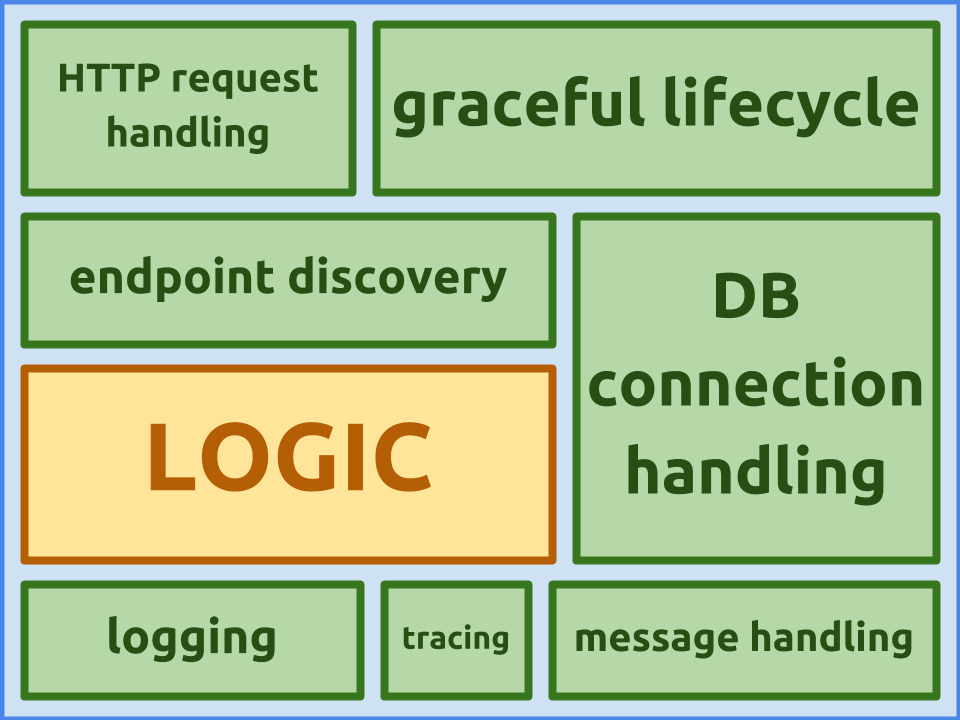 HTTP request
handling
graceful lifecycle
endpoint discovery
DB
connection
handling
LOGIC
logging
tracing
message handling